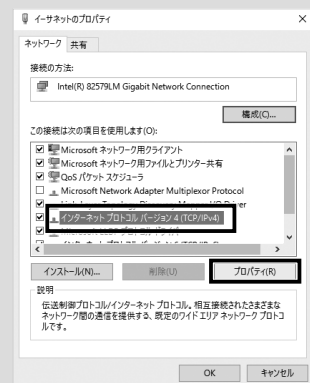 イーサネットのプロパティ
ネットワーク 共有
接続の方法:
Intel(R) 82579LM Gigabit Network Connection
構成(C)...
この接続は次の項目を使用します(O):
Microsoft ネットワーク用クライアント
Microsoft ネットワーク用ファイルとプリンター共有
QoS パケット スケジューラ
Microsoft Network Adapter Multiplexor Protocol
インターネット プロトコル バージョン 4 (TCP/IPv4)
インストール(N)...
削除(U)
プロパティ(R)
説明
伝送制御プロトコル/インターネット プロトコル。相互接続されたさまざまな
ネットワーク間の通信を提供する、既定のワイド エリア ネットワーク プロトコ
ルです。
OK
キャンセル